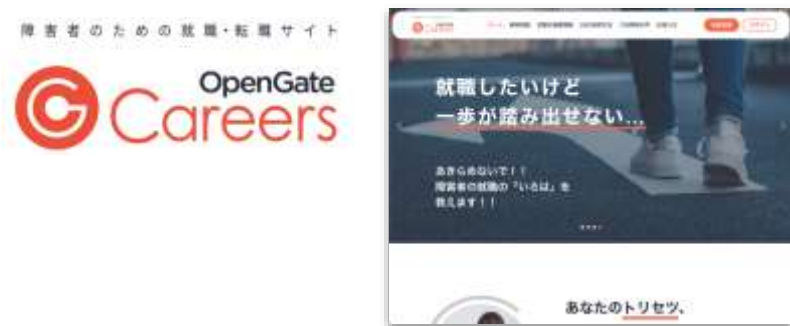 障害者のための就職・転職サイト
OpenGate
Careers
就職したいけど
一歩が踏み出せない...
あきらめないで！！
障害者の就職の「いろは」を
教えます！！
あなたのトリセツ、